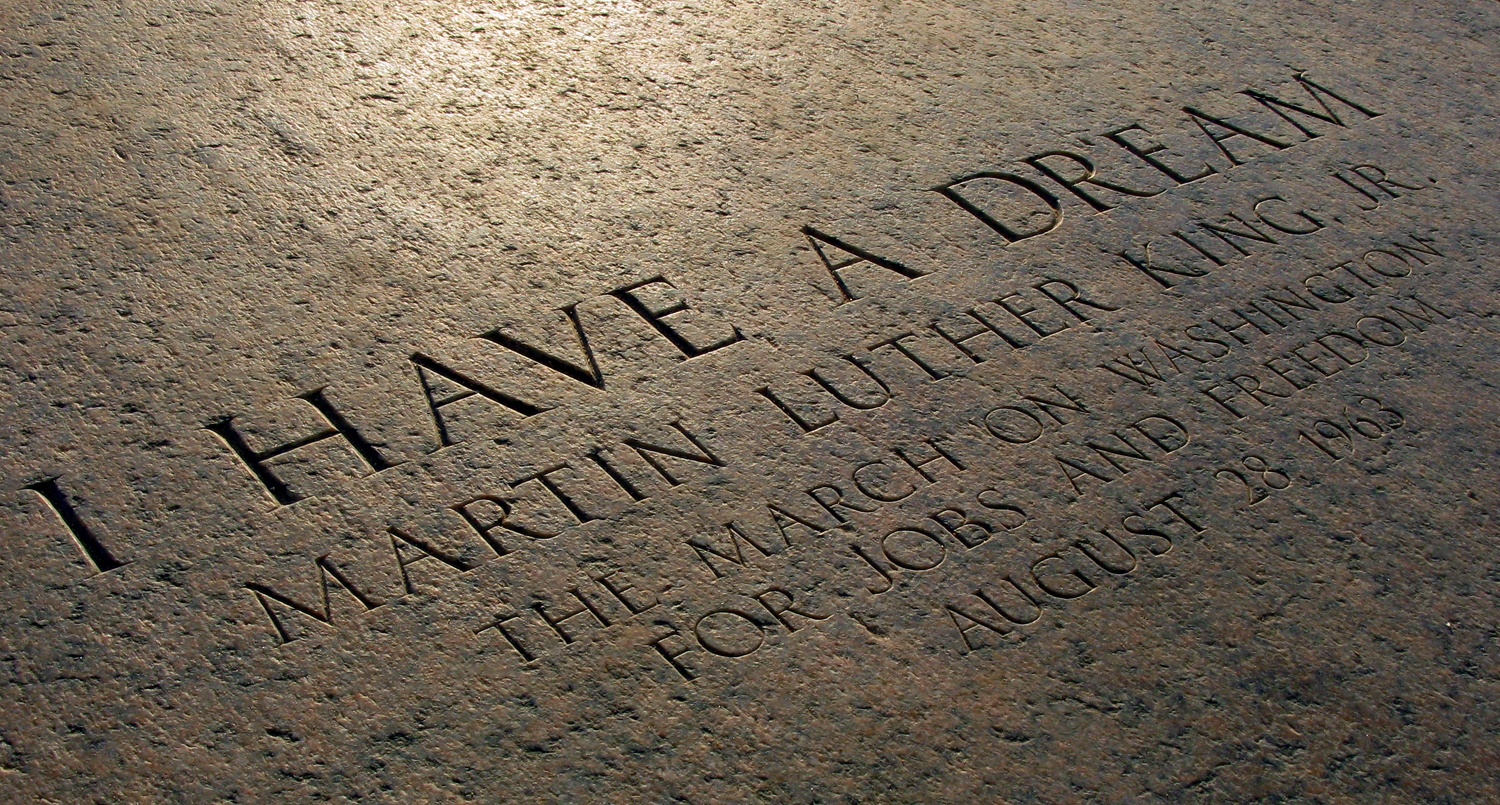 I HAVE A DREAM
MARTIN LUTHER KING, JR.
THE MARCH ON WASHINGTON
FOR JOBS AND FREEDOM
AUGUST 28, 1963